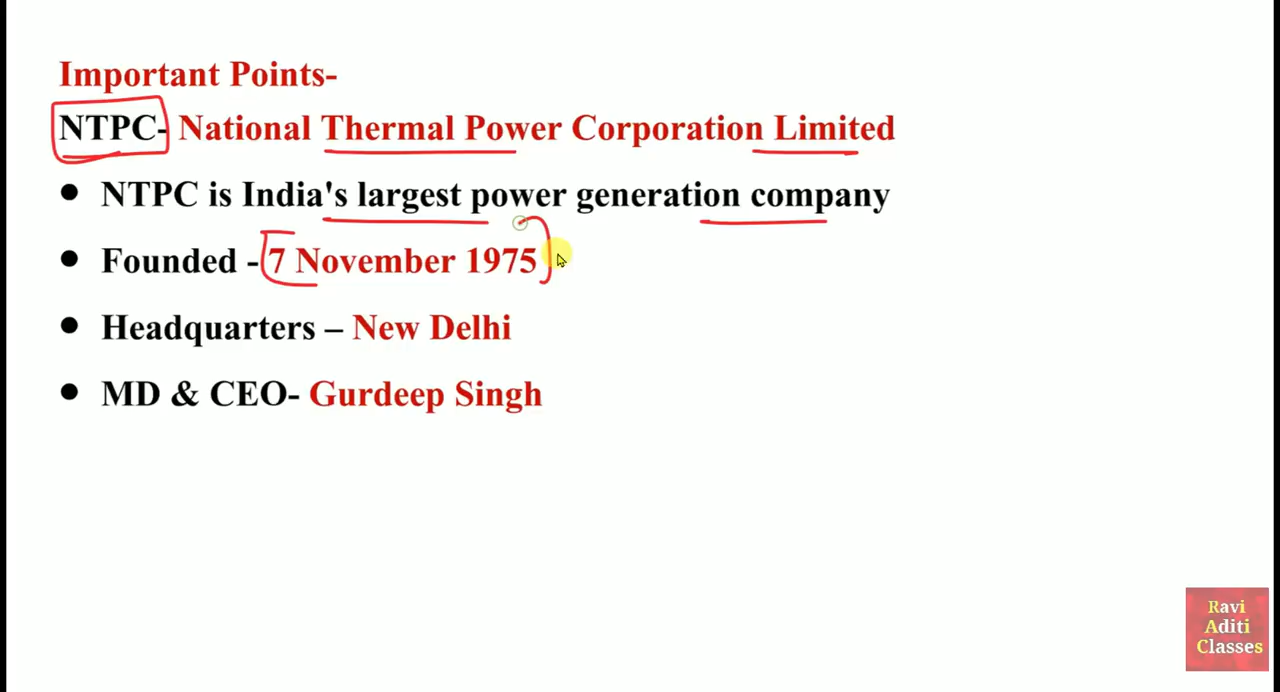 Important Points-
NTPC- National Thermal Power Corporation Limited
● NTPC is India's largest power generation company
● Founded - 7 November 1975
● Headquarters – New Delhi
● MD & CEO- Gurdeep Singh
Ravi
Aditi
Classes